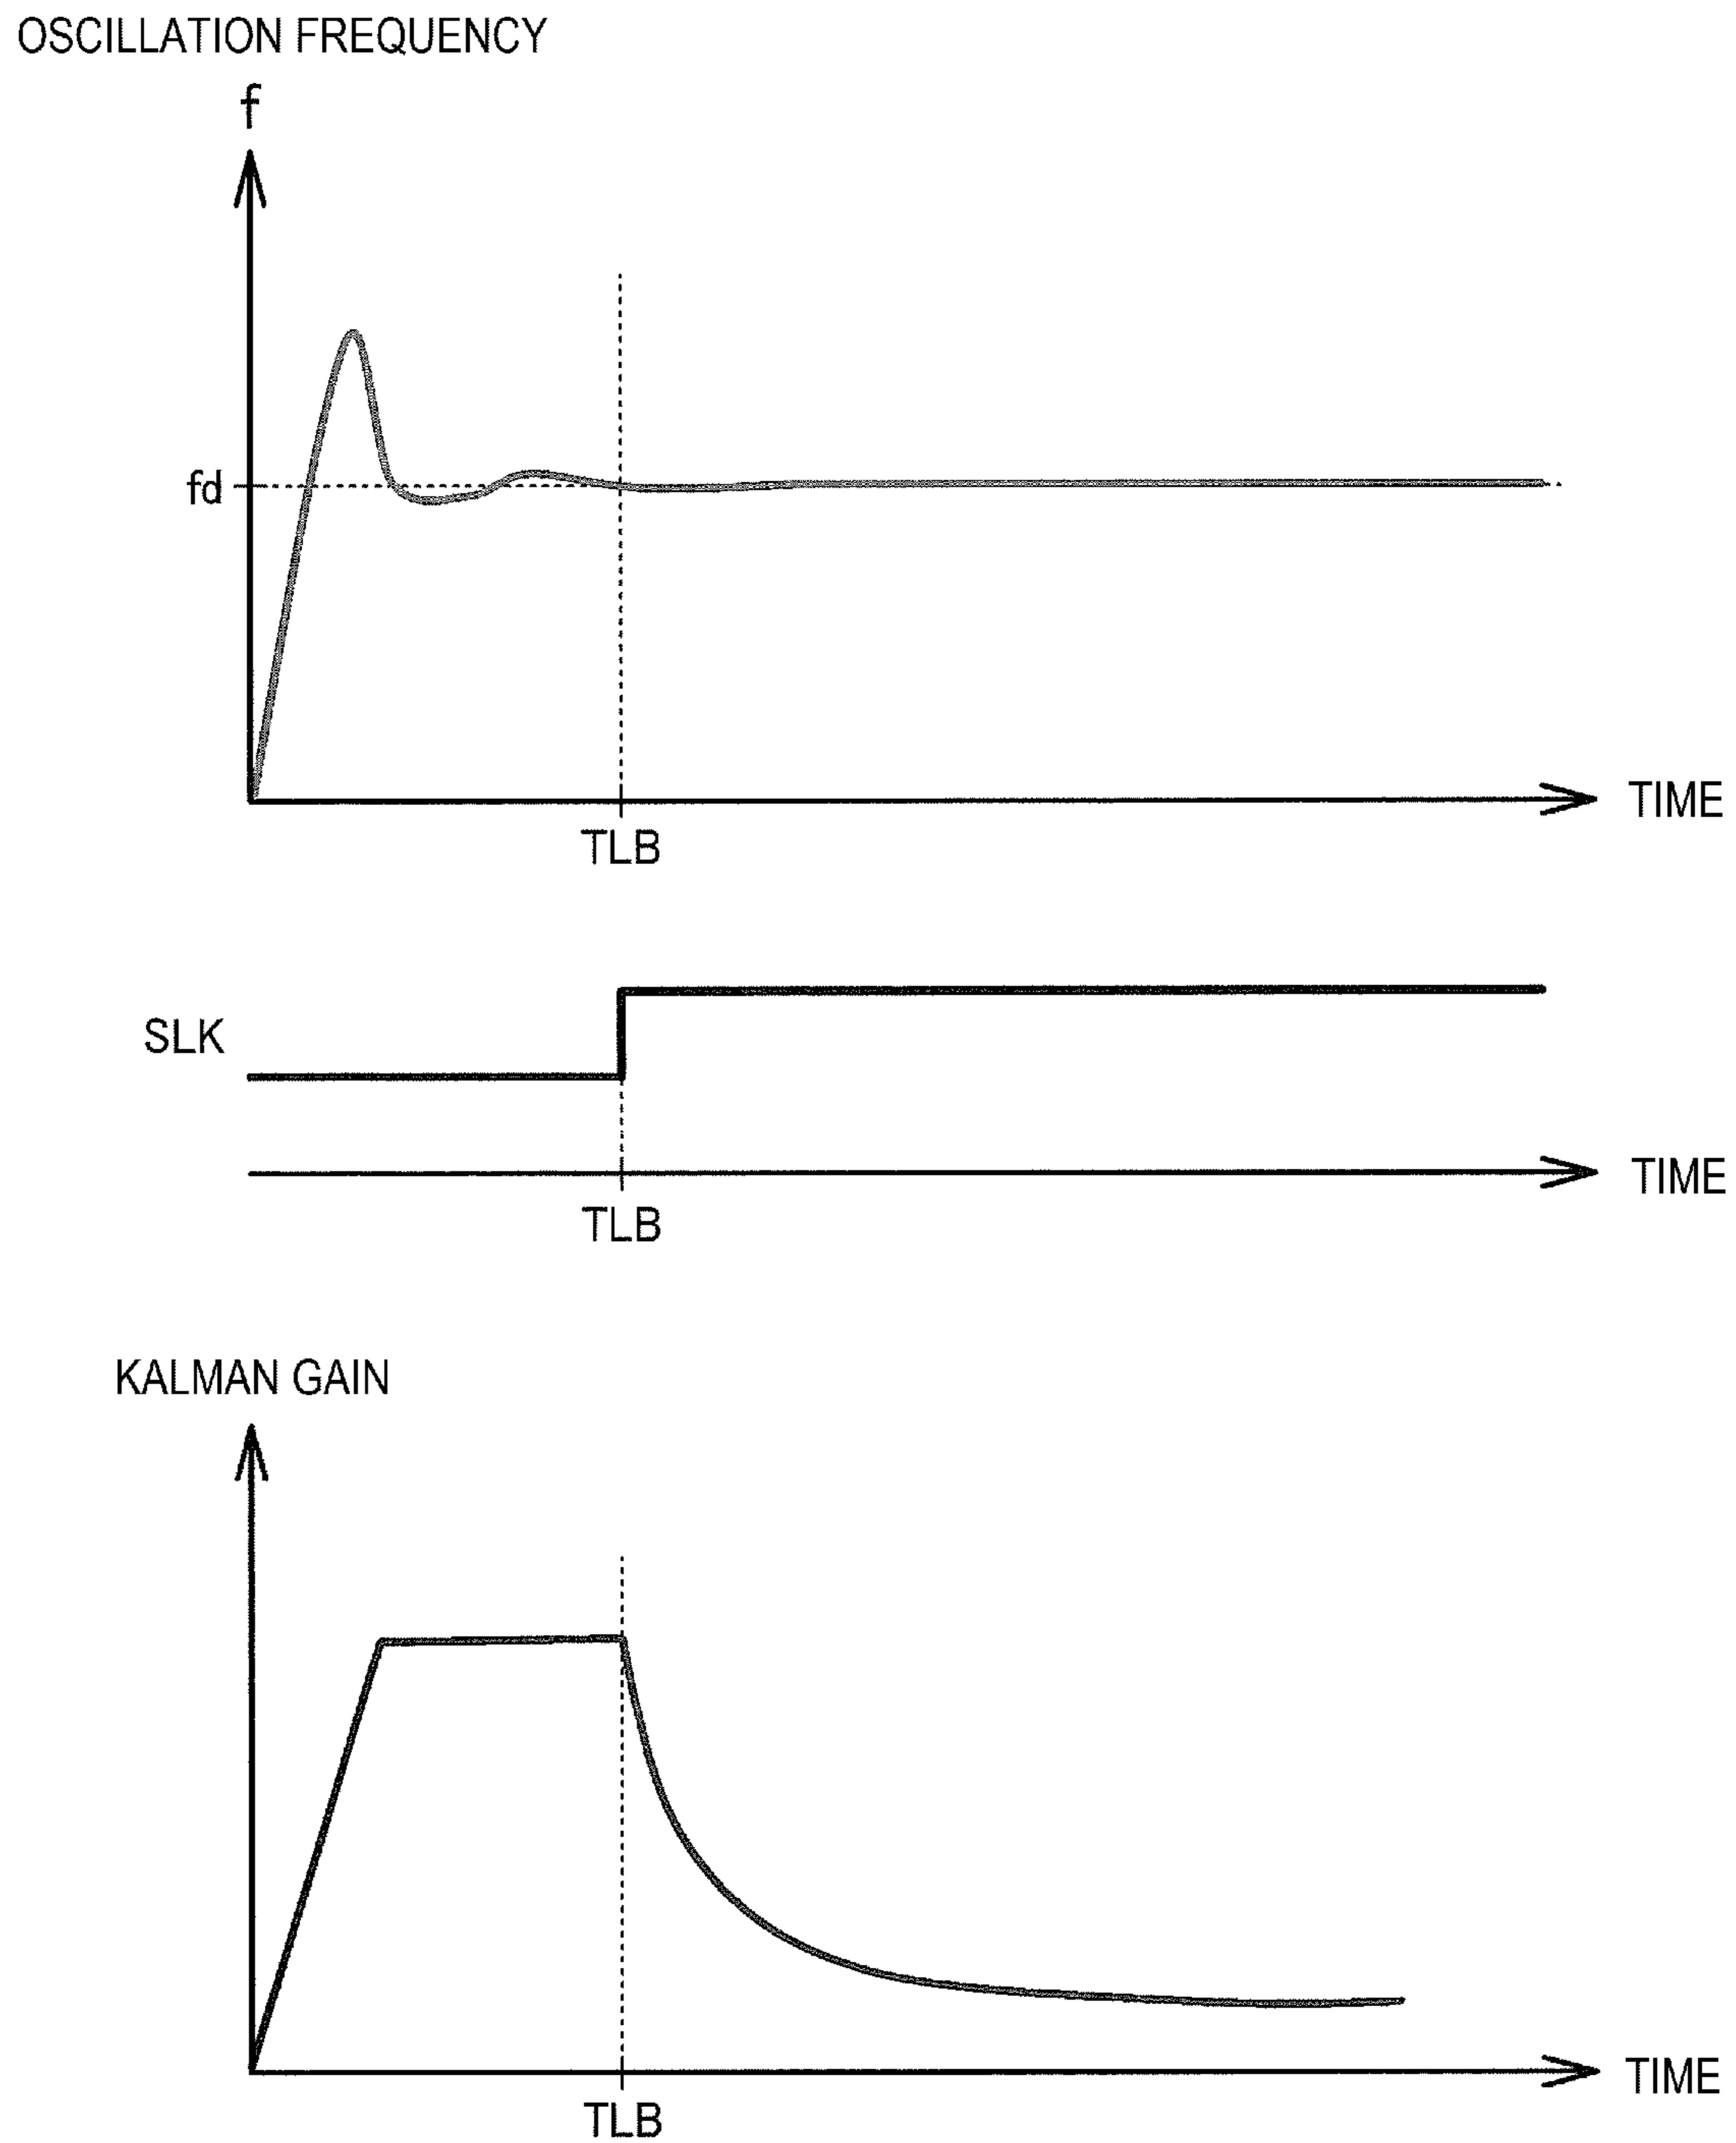 OSCILLATION FREQUENCY
f
fd
TIME
TLB
SLK
TIME
TLB
KALMAN GAIN
TIME
TLB